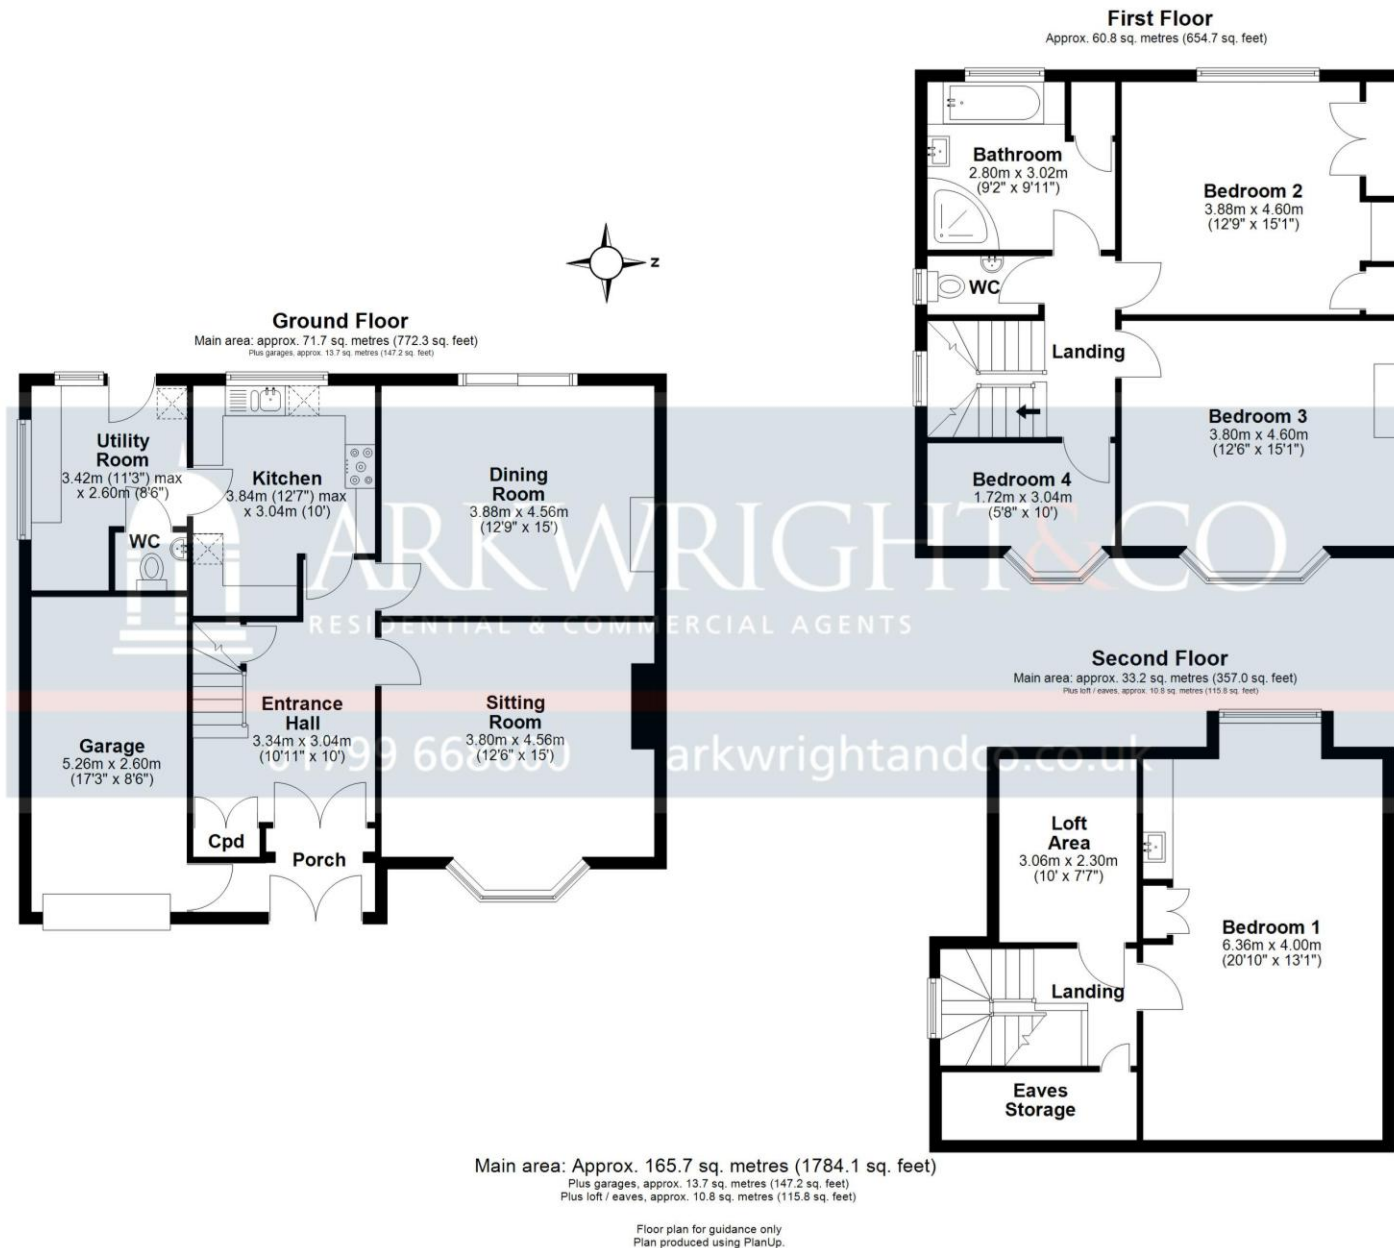 First Floor
Approx. 60.8 sq. metres (654.7 sq. feet)
Bathroom
2.80m x 3.02m
(9'2" x 9'11")
Bedroom 2
3.88m x 4.60m
(12'9" x 15'1")
WC
Landing
Bedroom 3
3.80m x 4.60m
(12'6" x 15'1")
Bedroom 4
1.72m x 3.04m
(5'8" x 10')
Z
Ground Floor
Main area: approx. 71.7 sq. metres (772.3 sq. feet)
Plus garages, approx. 13.7 sq. metres (147.2 sq. feet)
Utility
Room
3.42m (11'3") max
x 2.60m (8'6")
Kitchen
3.84m (12'7") max
x 3.04m (10')
Dining
Room
3.88m x 4.56m
(12'9" x 15')
WC
ARKWRIGHT&CO
RESIDENTIAL & COMMERCIAL AGENTS
Entrance
Hall
3.34m x 3.04m
(10'11" x 10')
Sitting
Room
3.80m x 4.56m
(12'6" x 15')
Garage
5.26m x 2.60m
(17'3" x 8'6")
01799 668600
arkwrightandco.co.uk
Cpd
Porch
Second Floor
Main area: approx. 33.2 sq. metres (357.0 sq. feet)
Plus loft / eaves, approx. 10.8 sq. metres (115.8 sq. feet)
Loft
Area
3.06m x 2.30m
(10' x 7'7")
Bedroom 1
6.36m x 4.00m
(20'10" x 13'1")
Landing
Eaves
Storage
Main area: Approx. 165.7 sq. metres (1784.1 sq. feet)
Plus garages, approx. 13.7 sq. metres (147.2 sq. feet)
Plus loft / eaves, approx. 10.8 sq. metres (115.8 sq. feet)
Floor plan for guidance only
Plan produced using PlanUp.